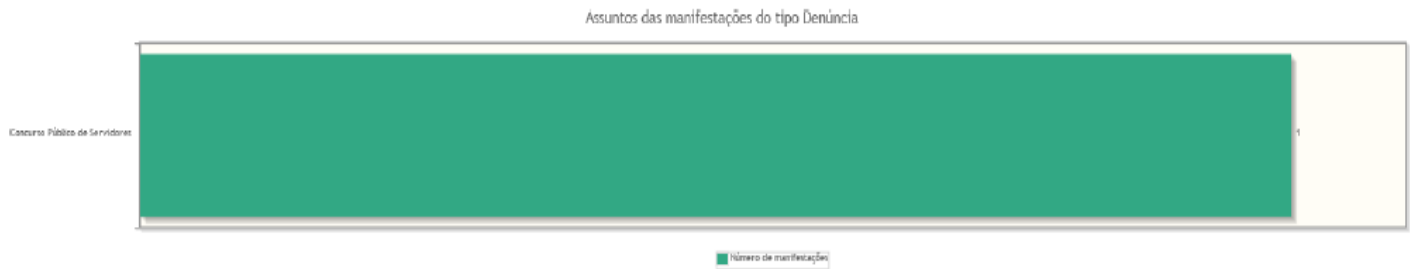 Assuntos das manifestações do tipo Denúncia
Concurso Público de Servidores
1
Número de manifestações